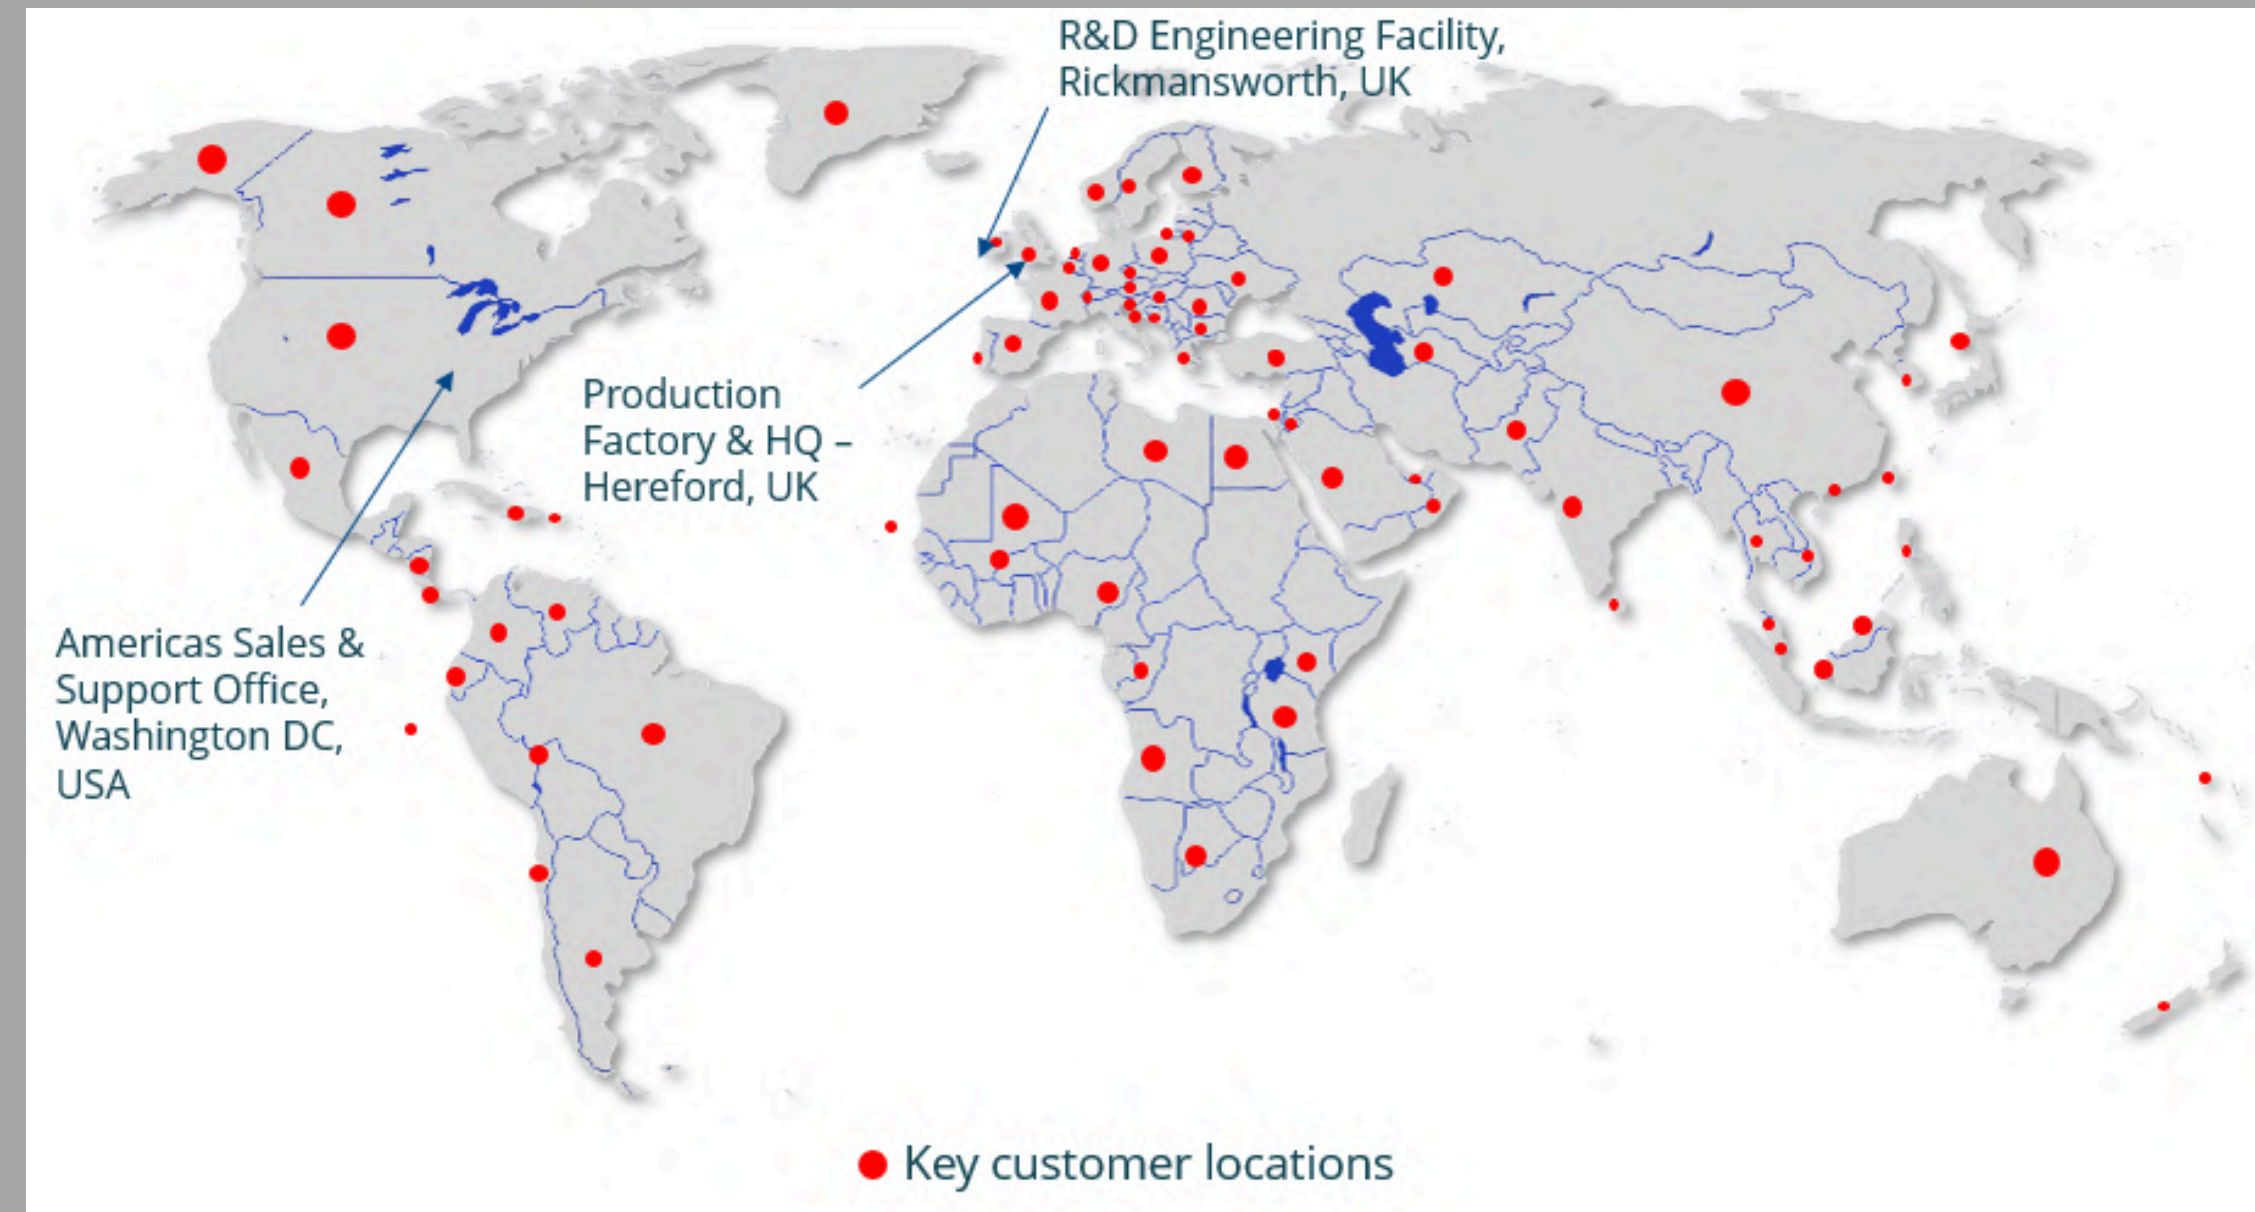 R&D Engineering Facility,
Rickmansworth, UK
Production
Factory & HQ –
Hereford, UK
Americas Sales &
Support Office,
Washington DC,
USA
Key customer locations